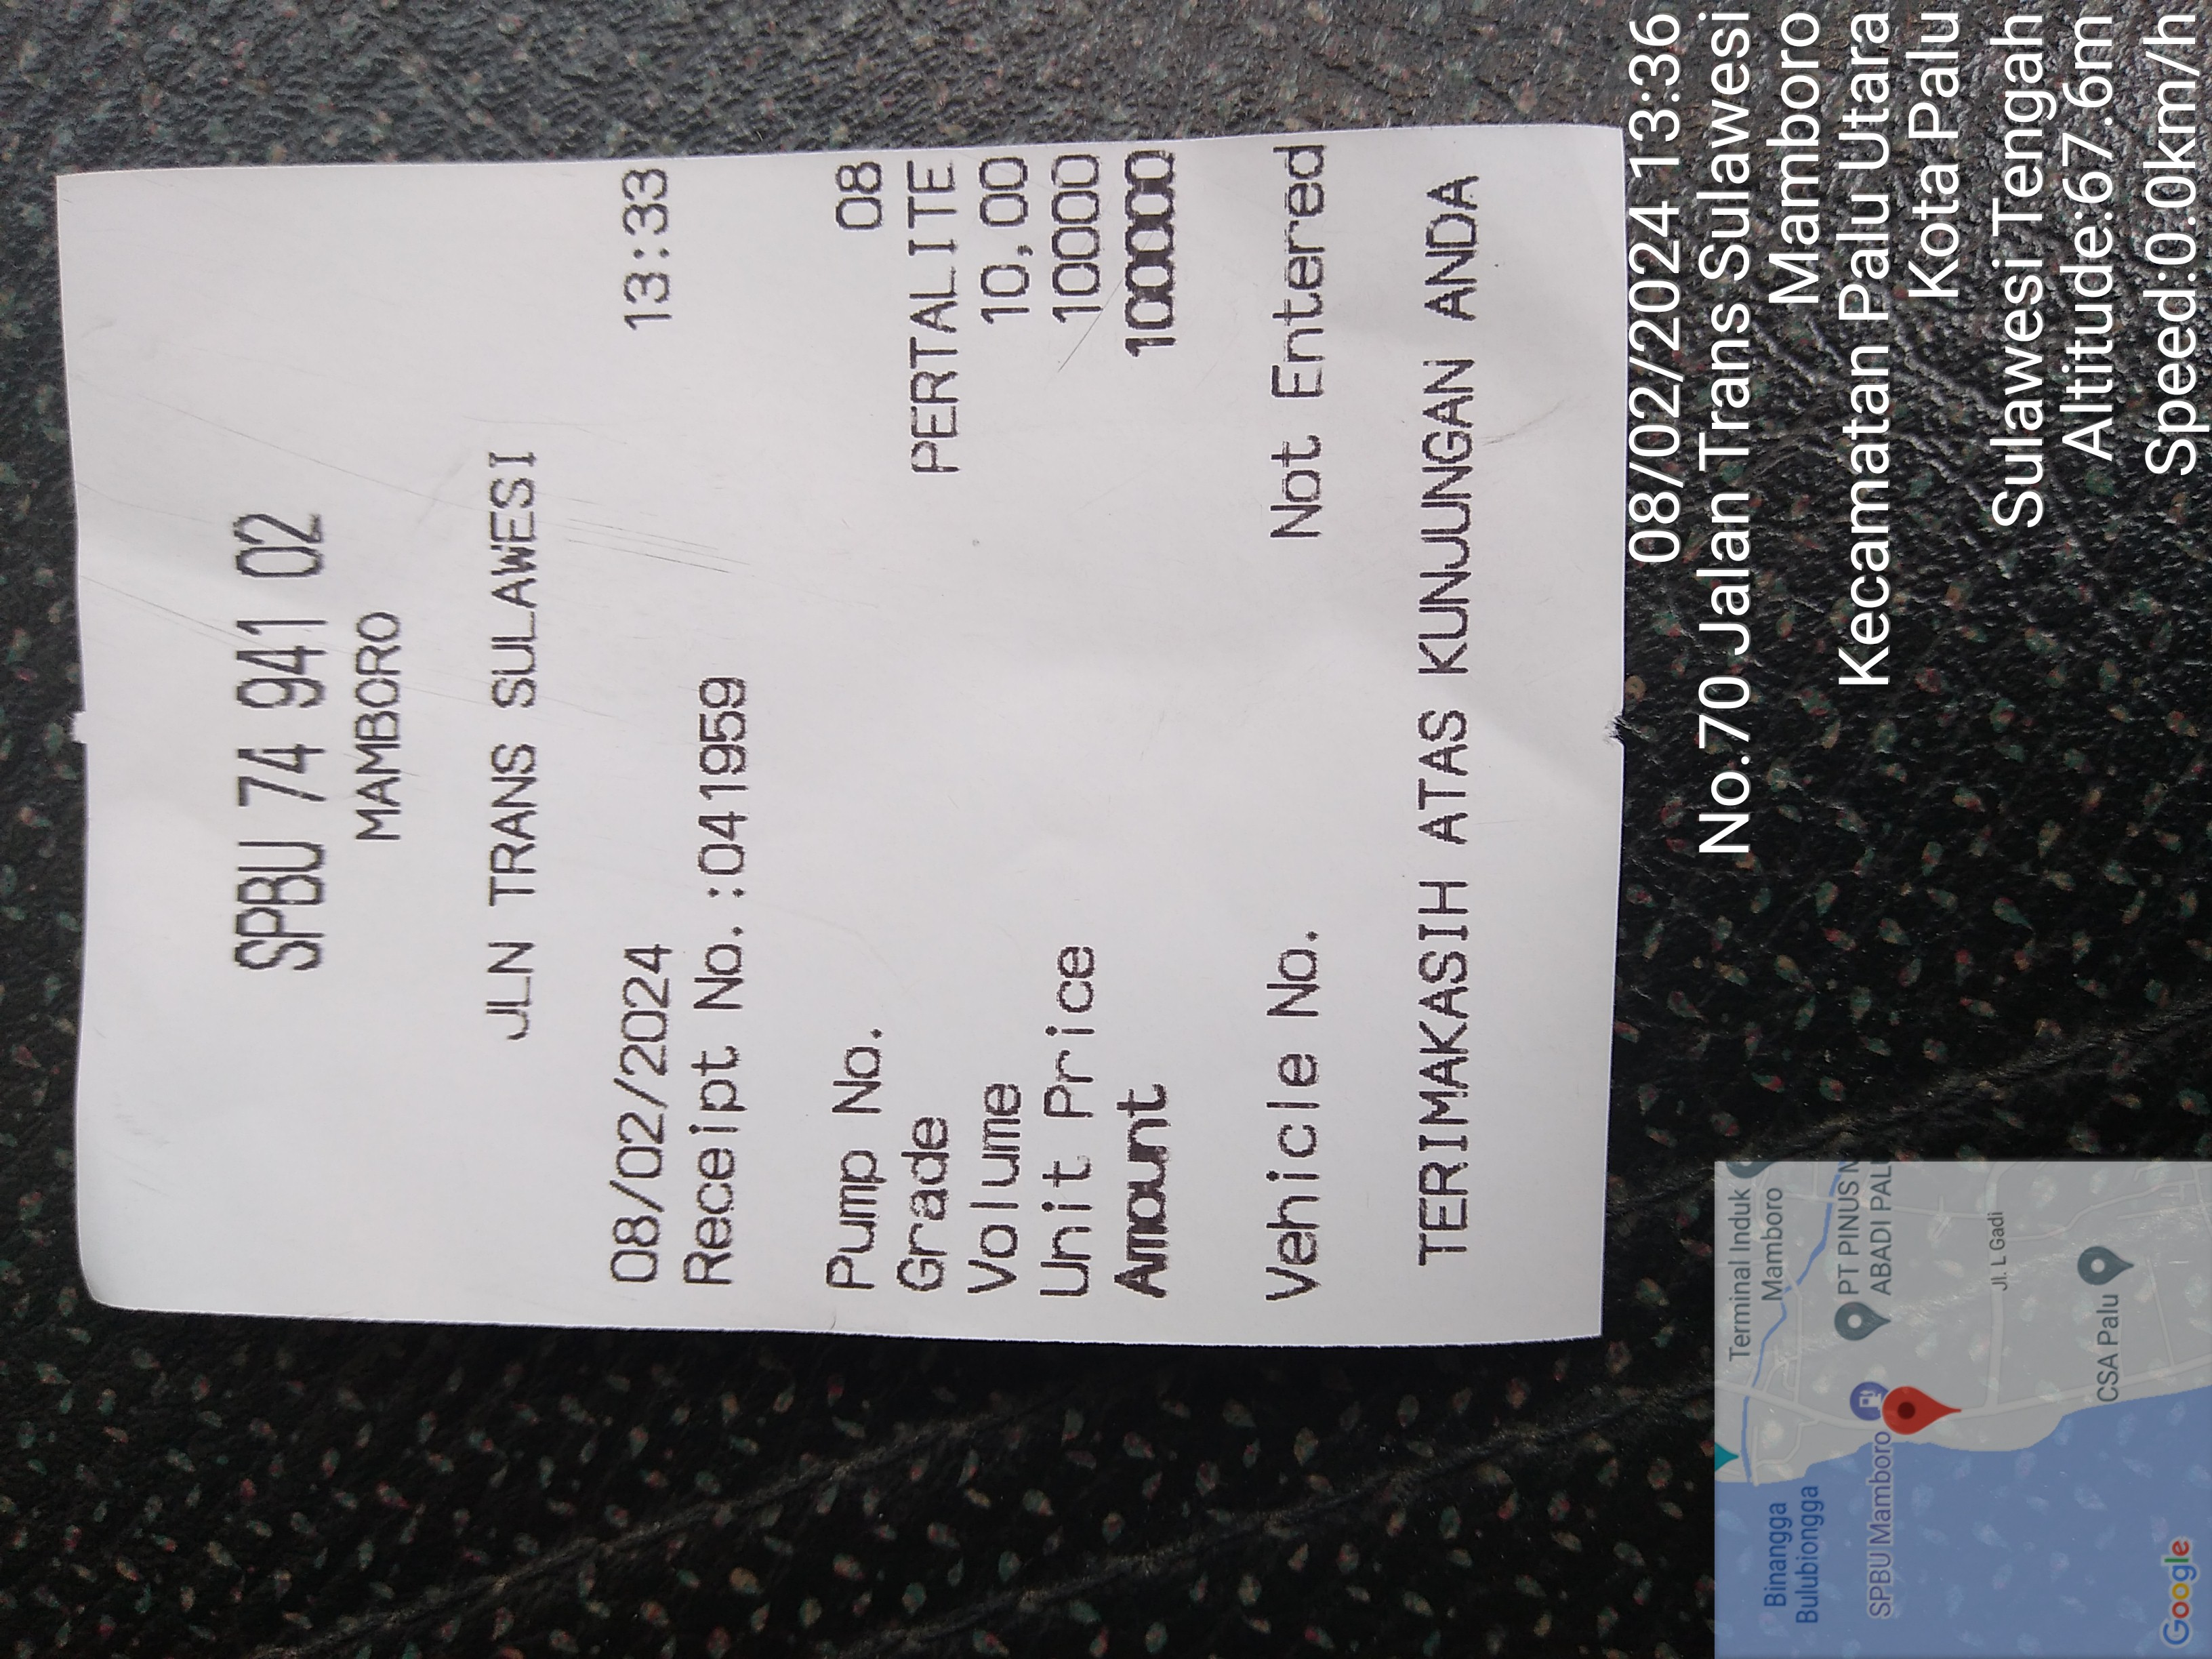 SPBU 74 941 02
MAMBORO
JLN TRANS SULAWESI
08/02/2024 13:33
Receipt No.:041959
Pump No. 08
Grade PERTALITE
Volume 10,00
Unit Price 10000
Amount 100000
Vehicle No. Not Entered
TERIMAKASIH ATAS KUNJUNGAN ANDA
08/02/2024 13:36
No.70 Jalan Trans Sulawesi
Mamboro
Kecamatan Palu Utara
Kota Palu
Sulawesi Tengah
Altitude:67.6m
Speed:0.0km/h
Terminal Induk
Mamboro
Binangga
Bulubiongga
PT PINUS
ABADI PALU
SPBU Mamboro
Jl. L Gadi
CSA Palu
Google